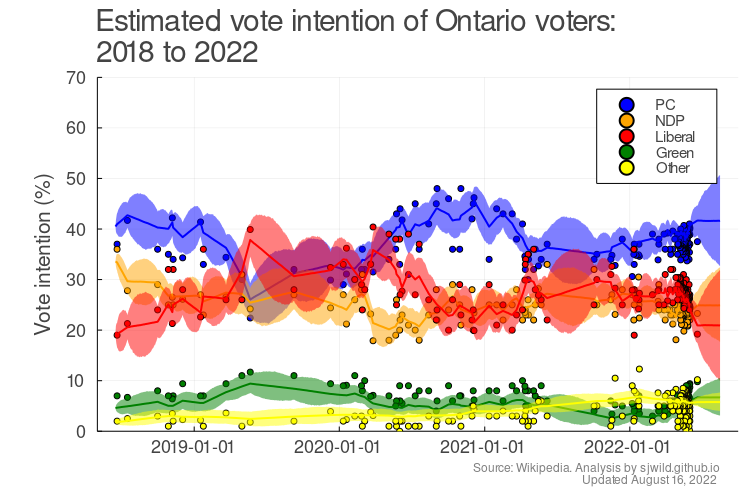 Estimated vote intention of Ontario voters:
2018 to 2022
Vote intention (%)
70
60
50
40
30
20
10
0
PC
NDP
Liberal
Green
Other
2019-01-01
2020-01-01
2021-01-01
2022-01-01
Source: Wikipedia. Analysis by sjwild.github.io
Updated August 16, 2022